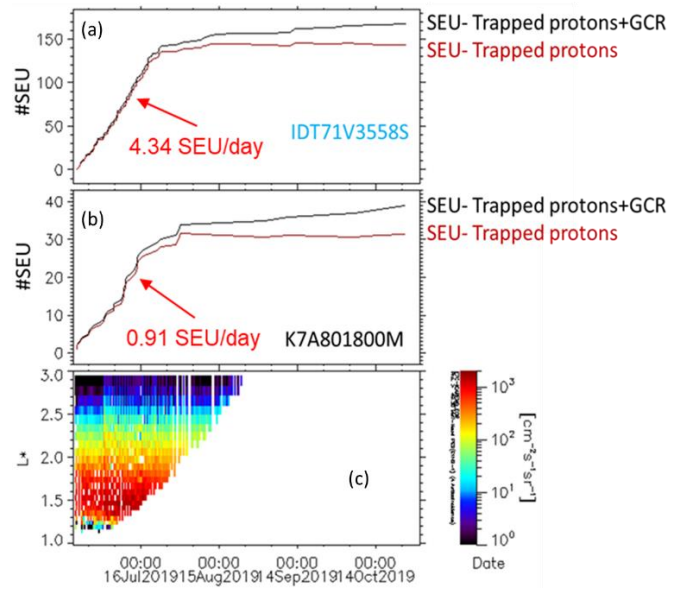 (a)
SEU- Trapped protons+GCR
SEU- Trapped protons
150
100
50
0
#SEU
4.34 SEU/day
IDT71V3558S
(b)
SEU- Trapped protons+GCR
SEU- Trapped protons
40
30
20
10
0
#SEU
0.91 SEU/day
K7A801800M
3.0
2.5
2.0
1.5
1.0
L*
(c)
10³
10²
10¹
10⁰
[cm⁻²s⁻¹sr⁻¹]
00:00 00:00 00:00 00:00
16Jul2019 15Aug2019 14Sep2019 14Oct2019
Date